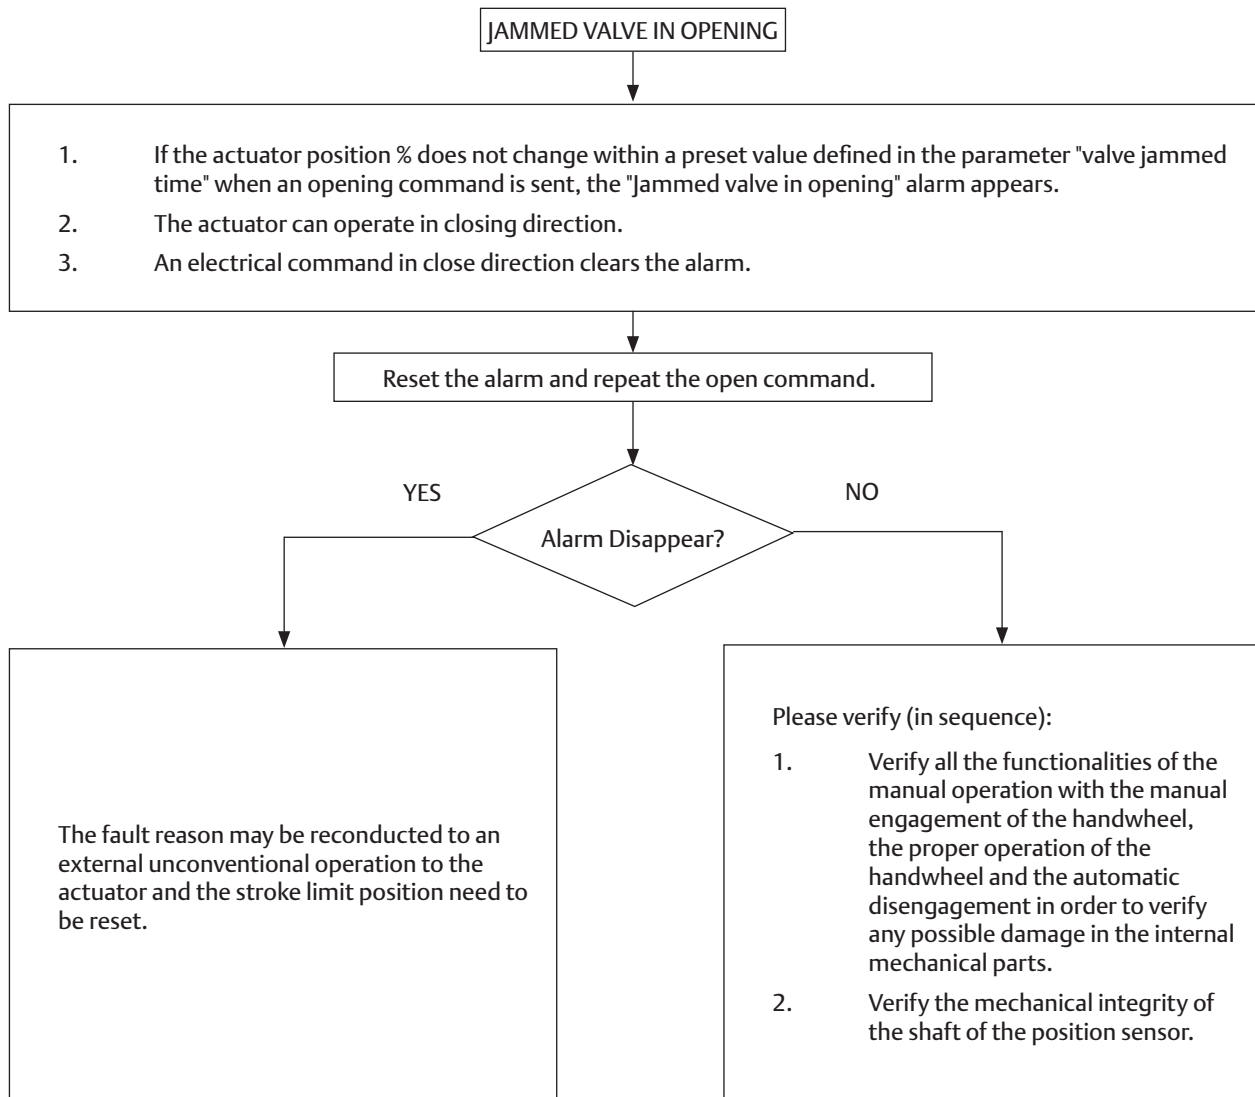 JAMMED VALVE IN OPENING
1. If the actuator position % does not change within a preset value defined in the parameter "valve jammed
time" when an opening command is sent, the "Jammed valve in opening" alarm appears.
2. The actuator can operate in closing direction.
3. An electrical command in close direction clears the alarm.
Reset the alarm and repeat the open command.
YES
NO
Alarm Disappear?
The fault reason may be reconducted to an
external unconventional operation to the
actuator and the stroke limit position need to
be reset.
Please verify (in sequence):
1. Verify all the functionalities of the
manual operation with the manual
engagement of the handwheel,
the proper operation of the
handwheel and the automatic
disengagement in order to verify
any possible damage in the internal
mechanical parts.
2. Verify the mechanical integrity of
the shaft of the position sensor.